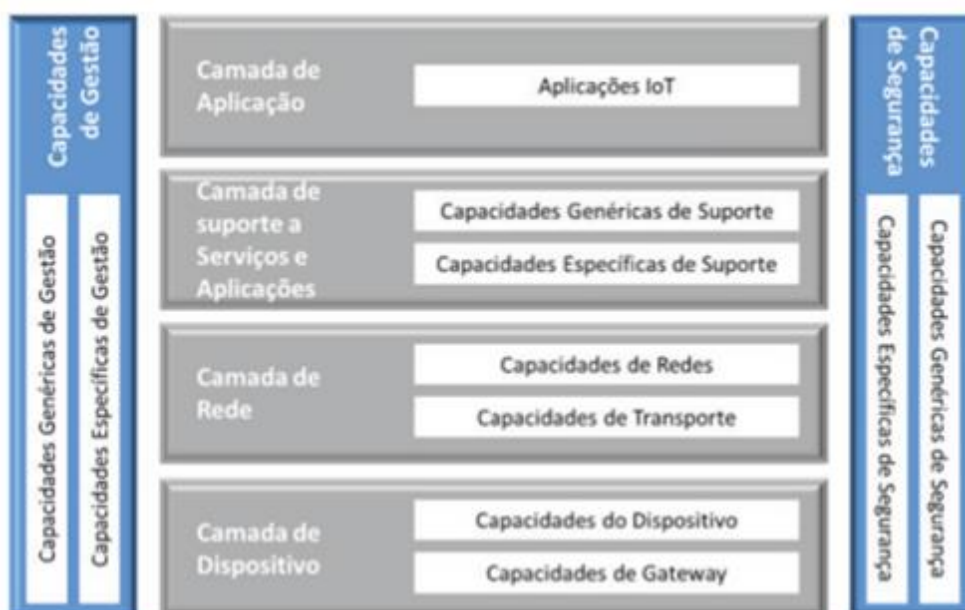 Capacidades
de Gestão
Capacidades Genéricas de Gestão
Capacidades Específicas de Gestão
Camada de
Aplicação
Aplicações IoT
Camada de
suporte a
Serviços e
Aplicações
Capacidades Genéricas de Suporte
Capacidades Específicas de Suporte
Camada de
Rede
Capacidades de Redes
Capacidades de Transporte
Camada de
Dispositivo
Capacidades do Dispositivo
Capacidades de Gateway
Capacidades
de Segurança
Capacidades Genéricas de Segurança
Capacidades Específicas de Segurança